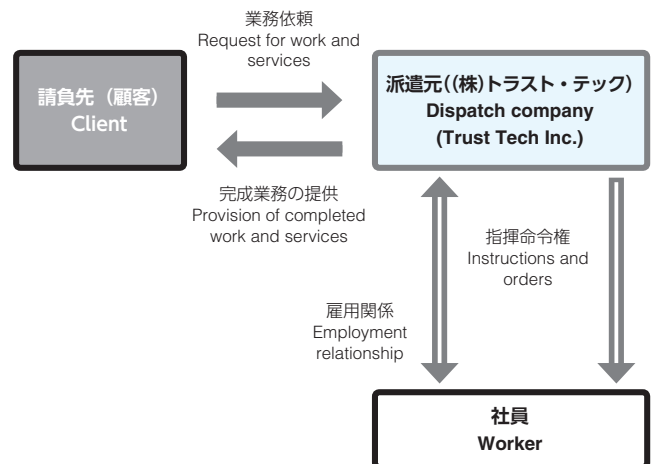 業務依頼
Request for work and
services
請負先（顧客）
Client
派遣元((株)トラスト・テック)
Dispatch company
(Trust Tech Inc.)
完成業務の提供
Provision of completed
work and services
指揮命令権
Instructions and
orders
雇用関係
Employment
relationship
社員
Worker